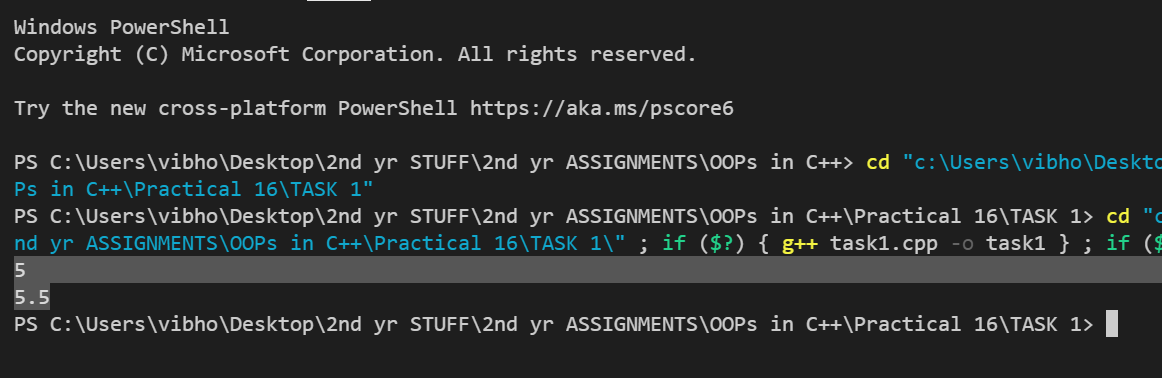 Windows PowerShell
Copyright (C) Microsoft Corporation. All rights reserved.
Try the new cross-platform PowerShell https://aka.ms/pscore6
PS C:\Users\vibho\Desktop\2nd yr STUFF\2nd yr ASSIGNMENTS\OOPs in C++> cd "c:\Users\vibho\Deskto
Ps in C++\Practical 16\TASK 1"
PS C:\Users\vibho\Desktop\2nd yr STUFF\2nd yr ASSIGNMENTS\OOPs in C++\Practical 16\TASK 1> cd "c
nd yr ASSIGNMENTS\OOPs in C++\Practical 16\TASK 1\" ; if ($?) { g++ task1.cpp -o task1 } ; if ($
5
5.5
PS C:\Users\vibho\Desktop\2nd yr STUFF\2nd yr ASSIGNMENTS\OOPs in C++\Practical 16\TASK 1>